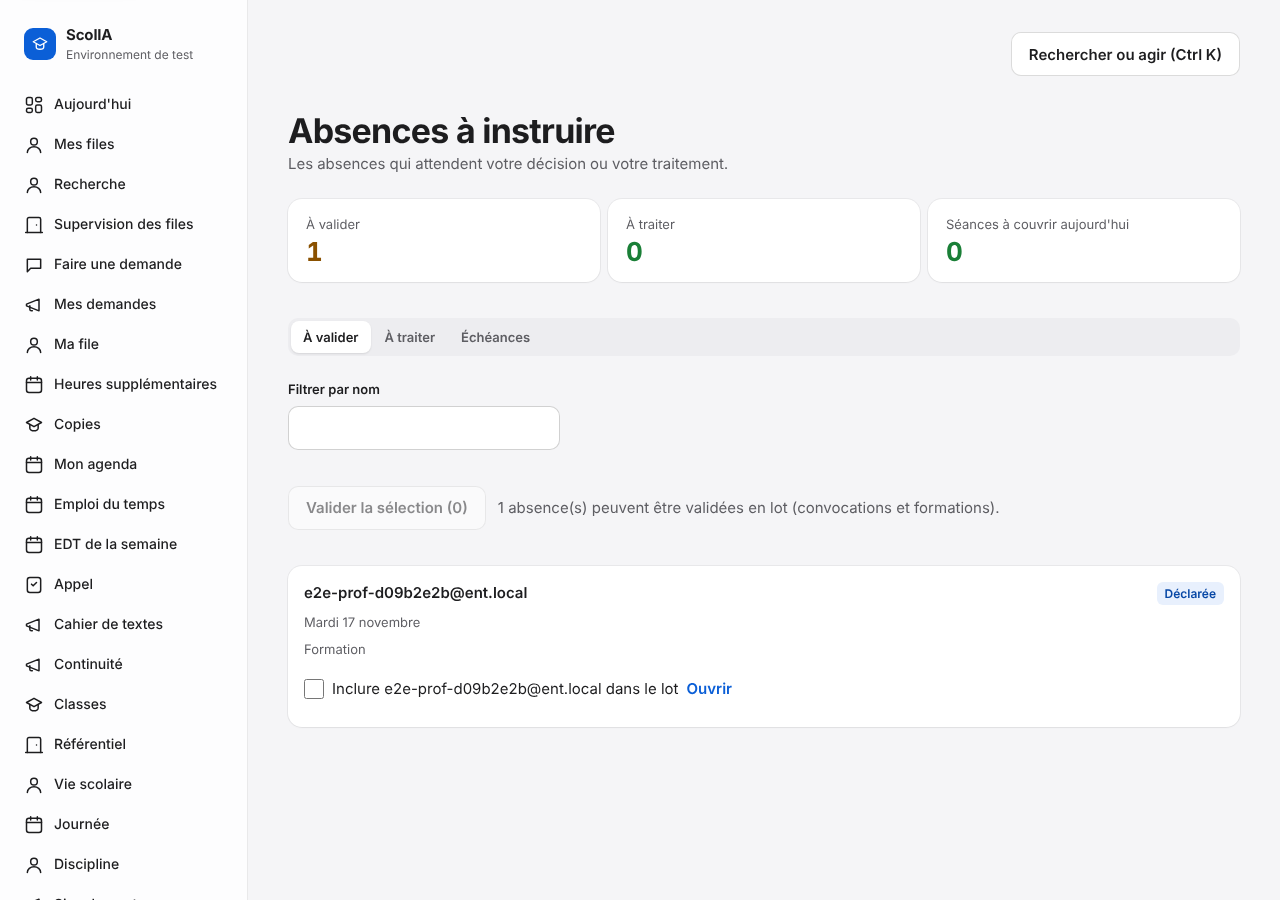 ScolIA
Environnement de test
Aujourd'hui
Mes files
Recherche
Supervision des files
Faire une demande
Mes demandes
Ma file
Heures supplémentaires
Copies
Mon agenda
Emploi du temps
EDT de la semaine
Appel
Cahier de textes
Continuité
Classes
Référentiel
Vie scolaire
Journée
Discipline
Rechercher ou agir (Ctrl K)
Absences à instruire
Les absences qui attendent votre décision ou votre traitement.
À valider
1
À traiter
0
Séances à couvrir aujourd'hui
0
À valider À traiter Échéances
Filtrer par nom
Valider la sélection (0) 1 absence(s) peuvent être validées en lot (convocations et formations).
e2e-prof-d09b2e2b@ent.local Déclarée
Mardi 17 novembre
Formation
Inclure e2e-prof-d09b2e2b@ent.local dans le lot Ouvrir